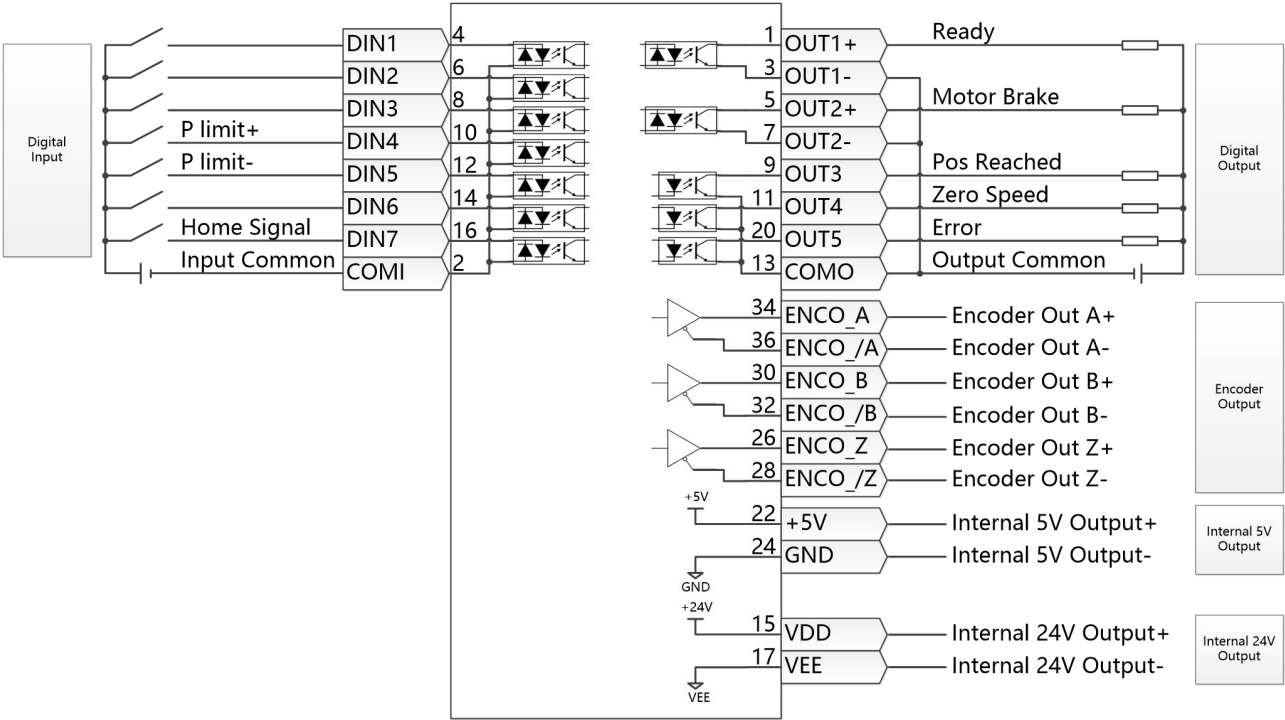 Digital
Input
P limit+
P limit-
Home Signal
Input Common
DIN1 4
DIN2 6
DIN3 8
DIN4 10
DIN5 12
DIN6 14
DIN7 16
COMI 2
1 OUT1+ Ready
3 OUT1-
5 OUT2+ Motor Brake
7 OUT2-
9 OUT3 Pos Reached
11 OUT4 Zero Speed
20 OUT5 Error
13 COMO Output Common
Digital
Output
34 ENCO_A Encoder Out A+
36 ENCO_/A Encoder Out A-
30 ENCO_B Encoder Out B+
32 ENCO_/B Encoder Out B-
26 ENCO_Z Encoder Out Z+
28 ENCO_/Z Encoder Out Z-
Encoder
Output
+5V
22 +5V Internal 5V Output+
24 GND Internal 5V Output-
GND
Internal 5V
Output
+24V
15 VDD Internal 24V Output+
17 VEE Internal 24V Output-
VEE
Internal 24V
Output